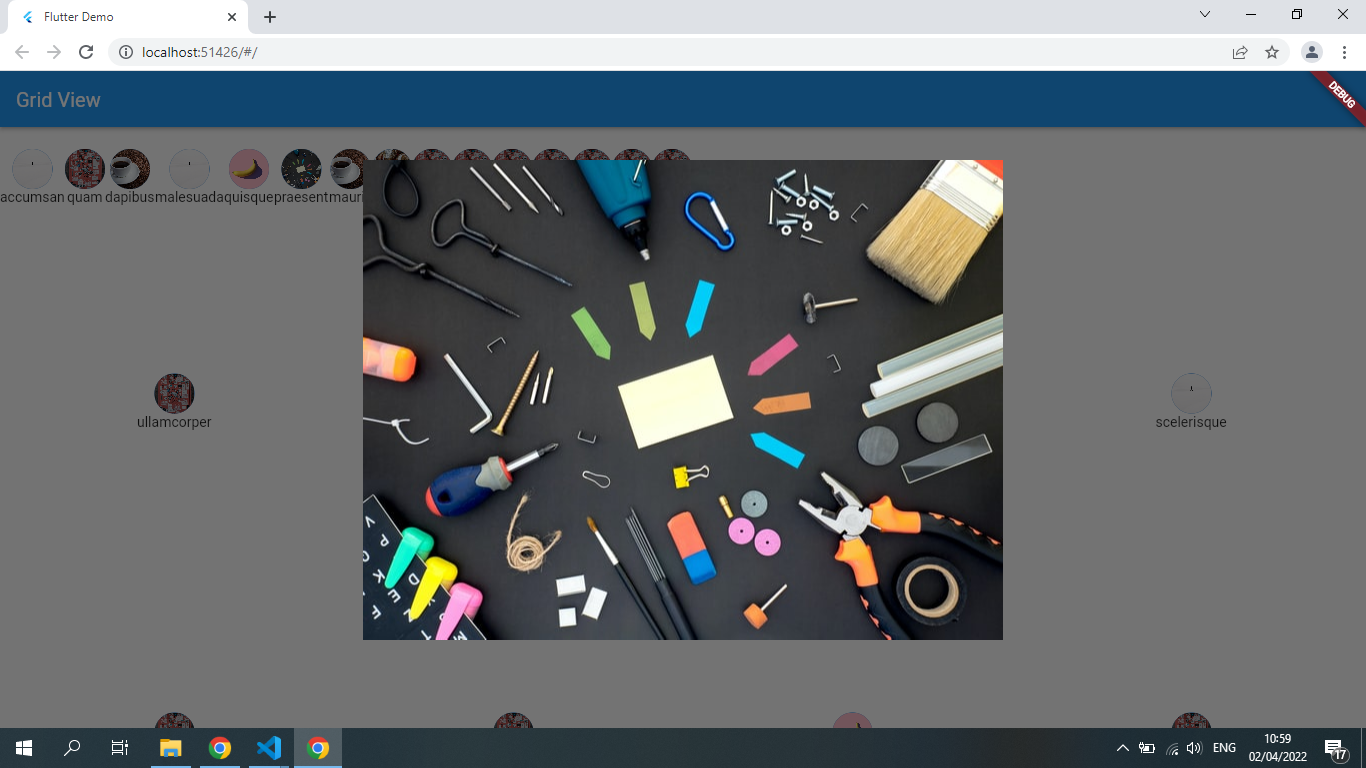 Flutter Demo
localhost:51426/#/
Grid View
DEBUG
accumsan quam dapibus malesuada quisque praesent
ullamcorper
scelerisque
ENG
10:59
02/04/2022
17